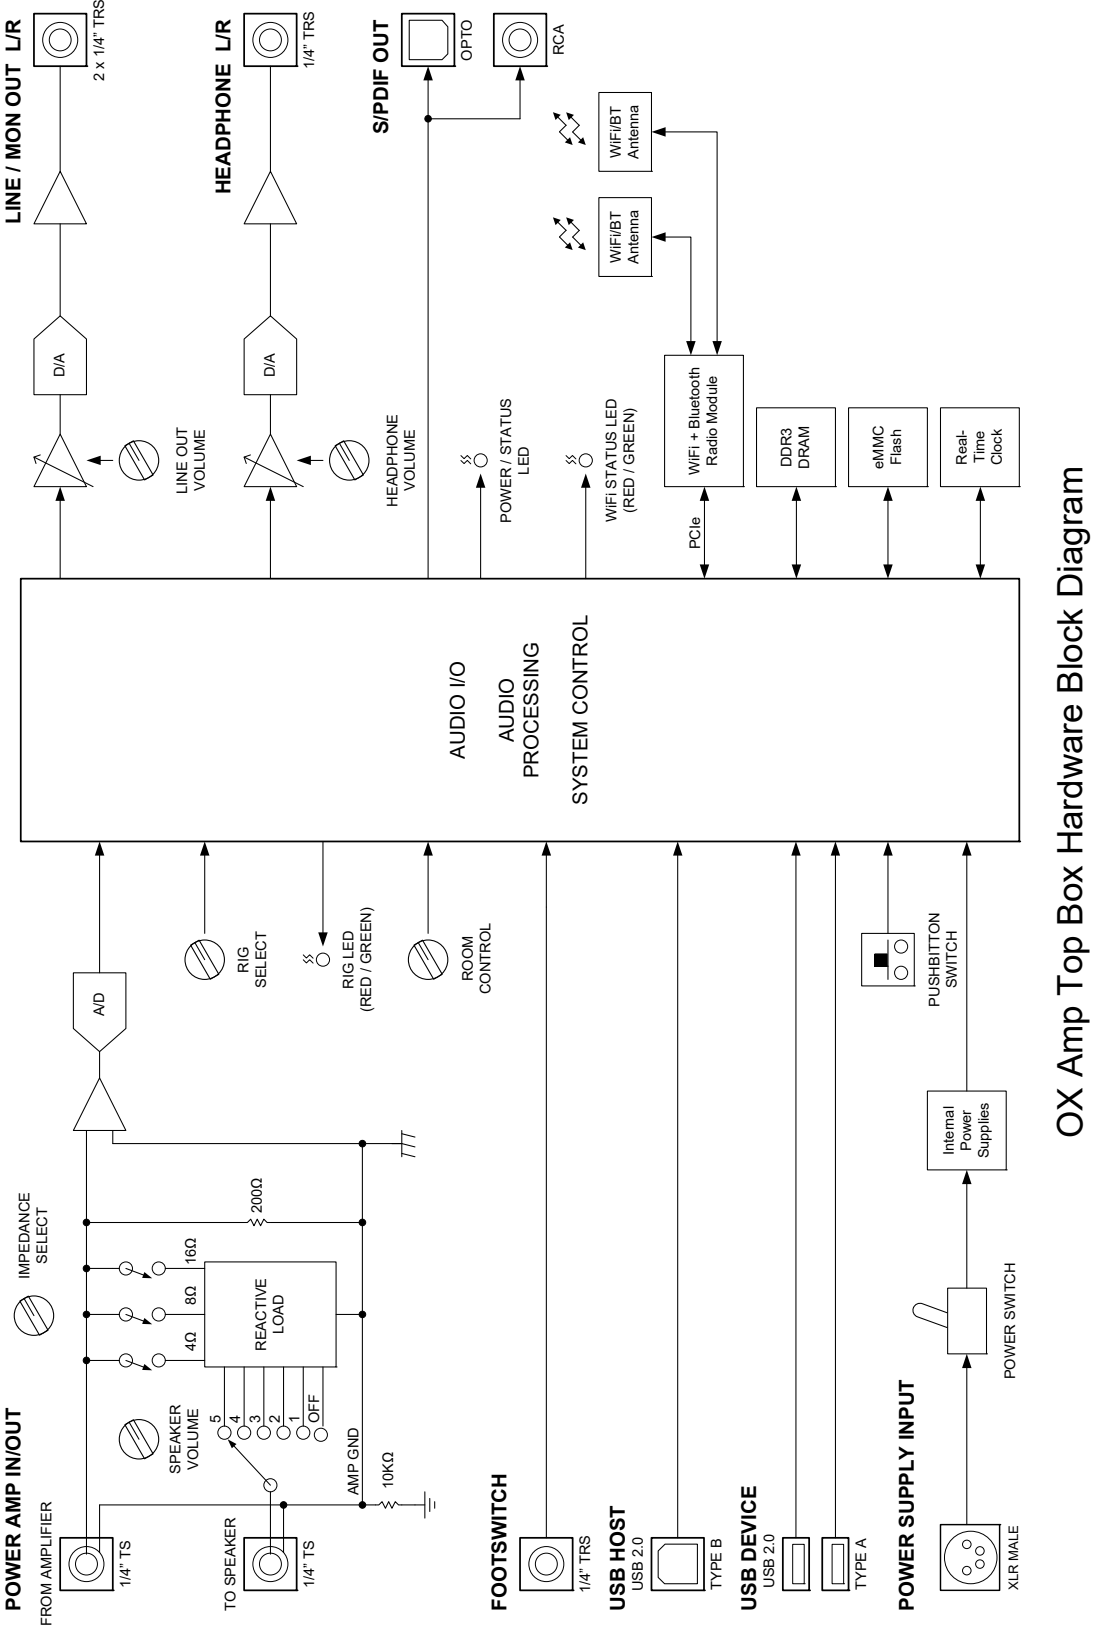 POWER AMP IN/OUT
FROM AMPLIFIER
1/4" TS
TO SPEAKER
1/4" TS
SPEAKER
VOLUME
5
4
3
2
1
OFF
AMP GND
10KΩ
IMPEDANCE
SELECT
4Ω
8Ω
16Ω
REACTIVE
LOAD
200Ω
A/D
RIG
SELECT
RIG LED
(RED / GREEN)
ROOM
CONTROL
FOOTSWITCH
1/4" TRS
USB HOST
USB 2.0
TYPE B
USB DEVICE
USB 2.0
TYPE A
PUSHBITTON
SWITCH
POWER SUPPLY INPUT
XLR MALE
POWER SWITCH
Internal
Power
Supplies
AUDIO I/O
AUDIO
PROCESSING
SYSTEM CONTROL
LINE OUT
VOLUME
D/A
LINE / MON OUT L/R
2 x 1/4" TRS
HEADPHONE
VOLUME
D/A
HEADPHONE L/R
1/4" TRS
S/PDIF OUT
OPTO
RCA
POWER / STATUS
LED
WiFi STATUS LED
(RED / GREEN)
PCIe
WiFi + Bluetooth
Radio Module
WiFi/BT
Antenna
WiFi/BT
Antenna
DDR3
DRAM
eMMC
Flash
Real-
Time
Clock
OX Amp Top Box Hardware Block Diagram